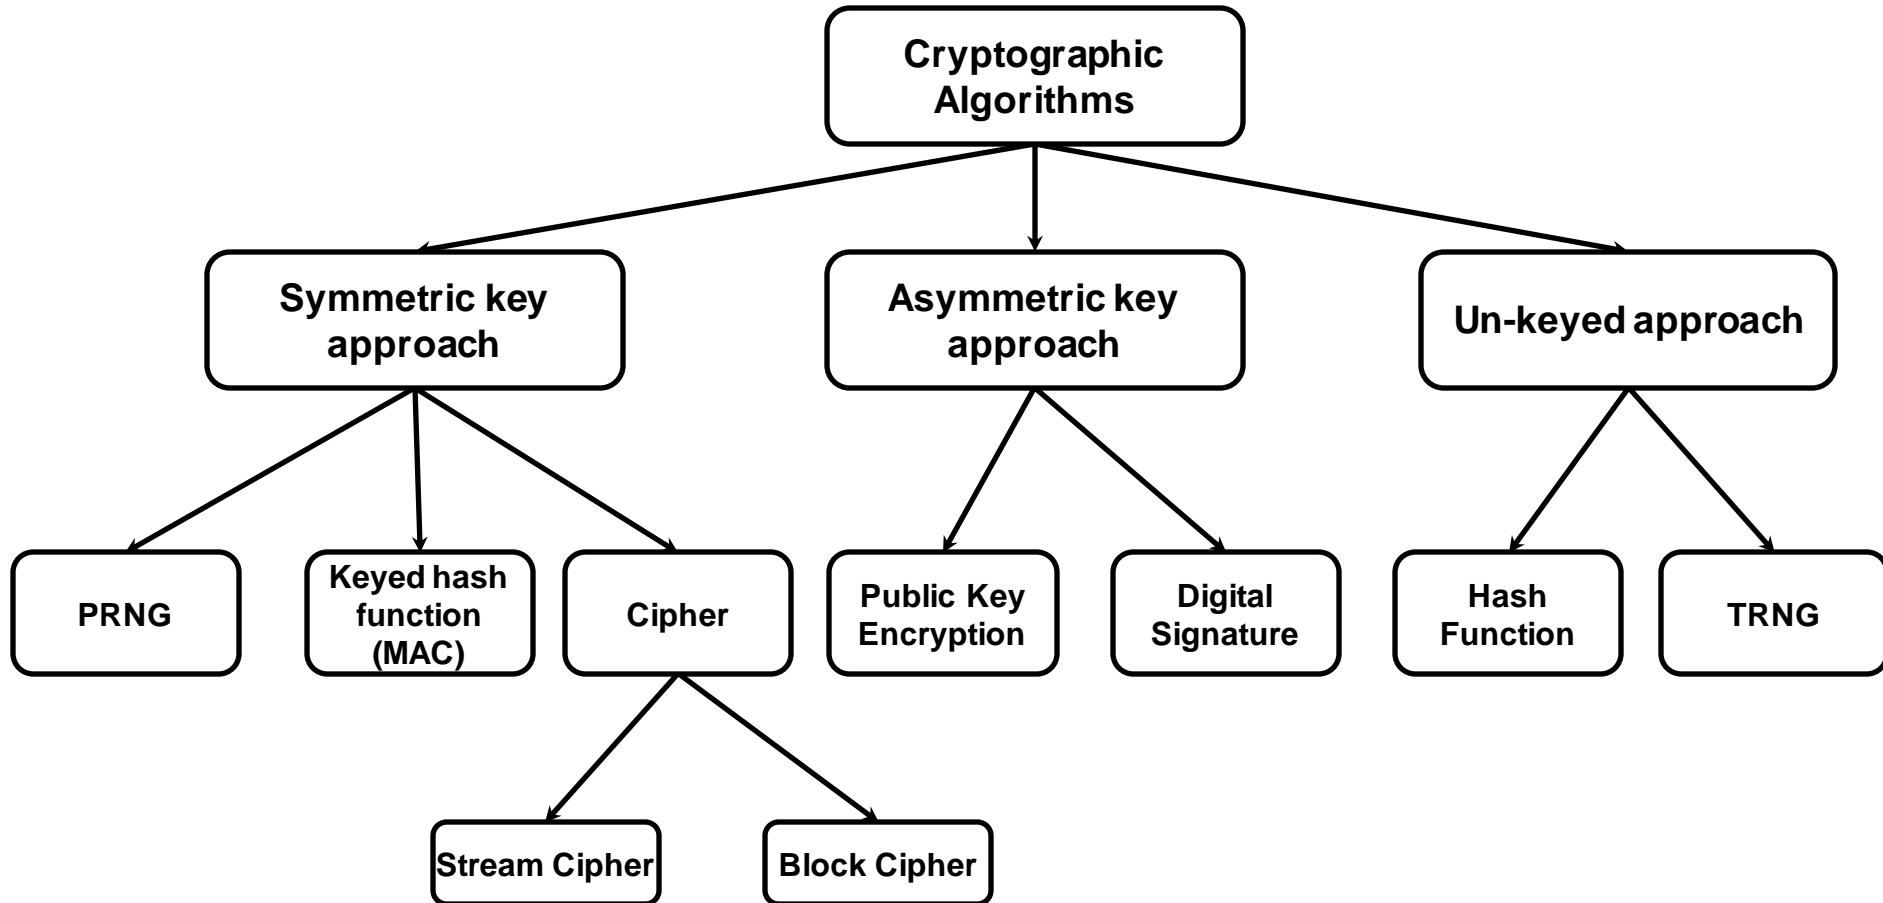 Cryptographic
Algorithms
Symmetric key
approach
Asymmetric key
approach
Un-keyed approach
PRNG
Keyed hash
function
(MAC)
Cipher
Public Key
Encryption
Digital
Signature
Hash
Function
TRNG
Stream Cipher
Block Cipher